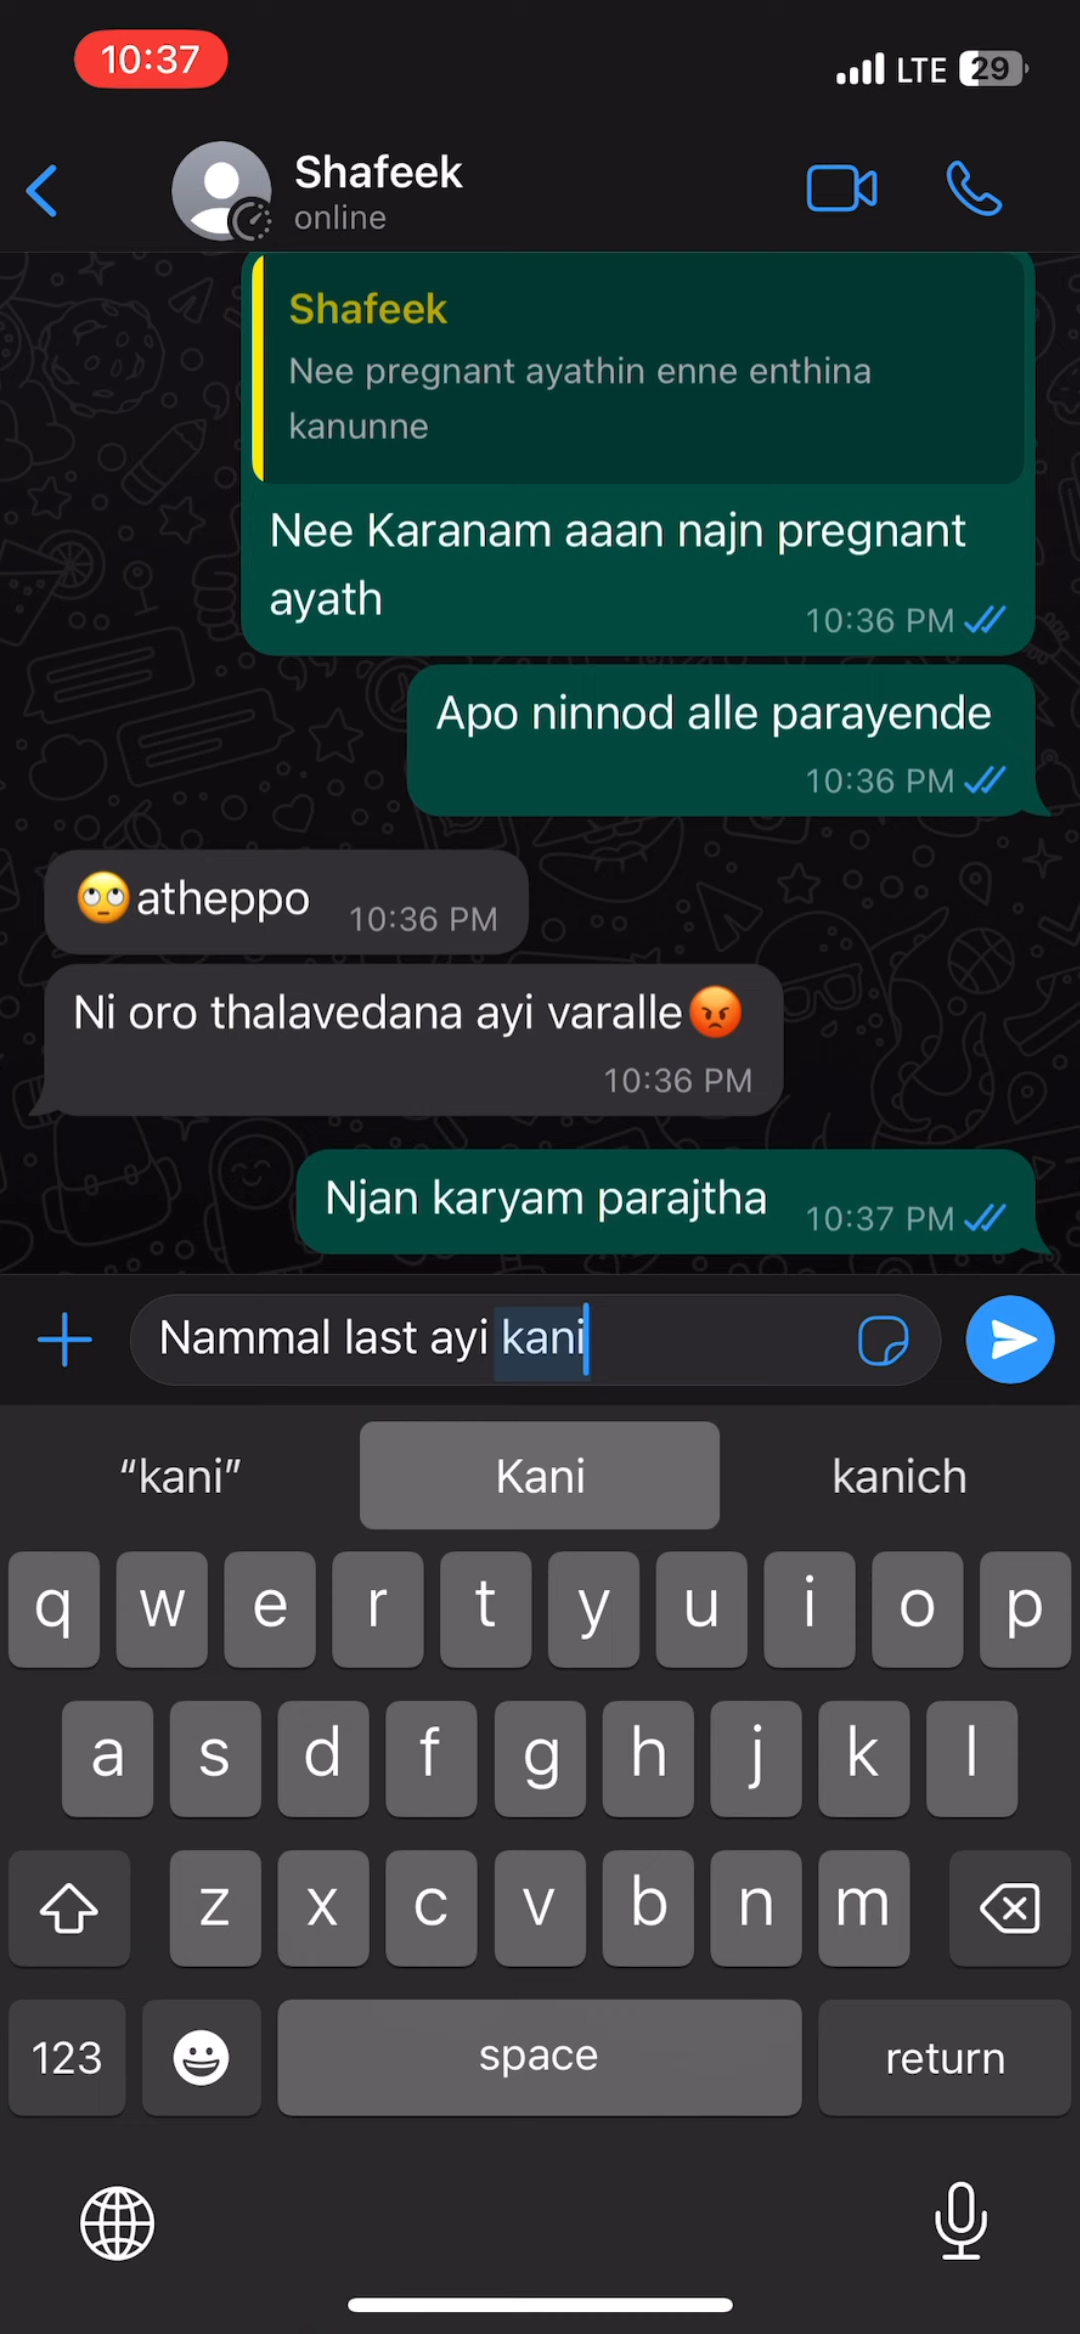 10:37
LTE 29
Shafeek
online
Shafeek
Nee pregnant ayathin enne enthina
kanunne
Nee Karanam aaan najn pregnant
ayath
10:36 PM
Apo ninnod alle parayende
10:36 PM
🙄atheppo 10:36 PM
Ni oro thalavedana ayi varalle😡
10:36 PM
Njan karyam parajtha 10:37 PM
Nammal last ayi kani
“kani” Kani kanich
q w e r t y u i o p
a s d f g h j k l
z x c v b n m
123 space return